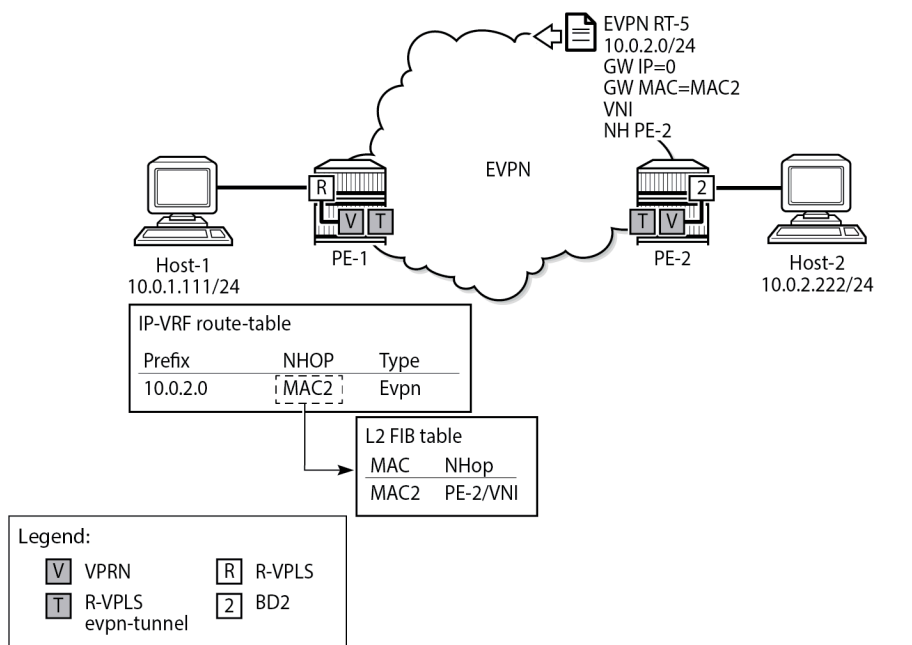 EVPN RT-5
10.0.2.0/24
GW IP=0
GW MAC=MAC2
VNI
NH PE-2
EVPN
R
V T
PE-1
2
T V
PE-2
Host-1
10.0.1.111/24
Host-2
10.0.2.222/24
IP-VRF route-table
Prefix NHOP Type
10.0.2.0 MAC2 Evpn
L2 FIB table
MAC NHop
MAC2 PE-2/VNI
Legend:
V VPRN
R R-VPLS
T R-VPLS
evpn-tunnel
2 BD2